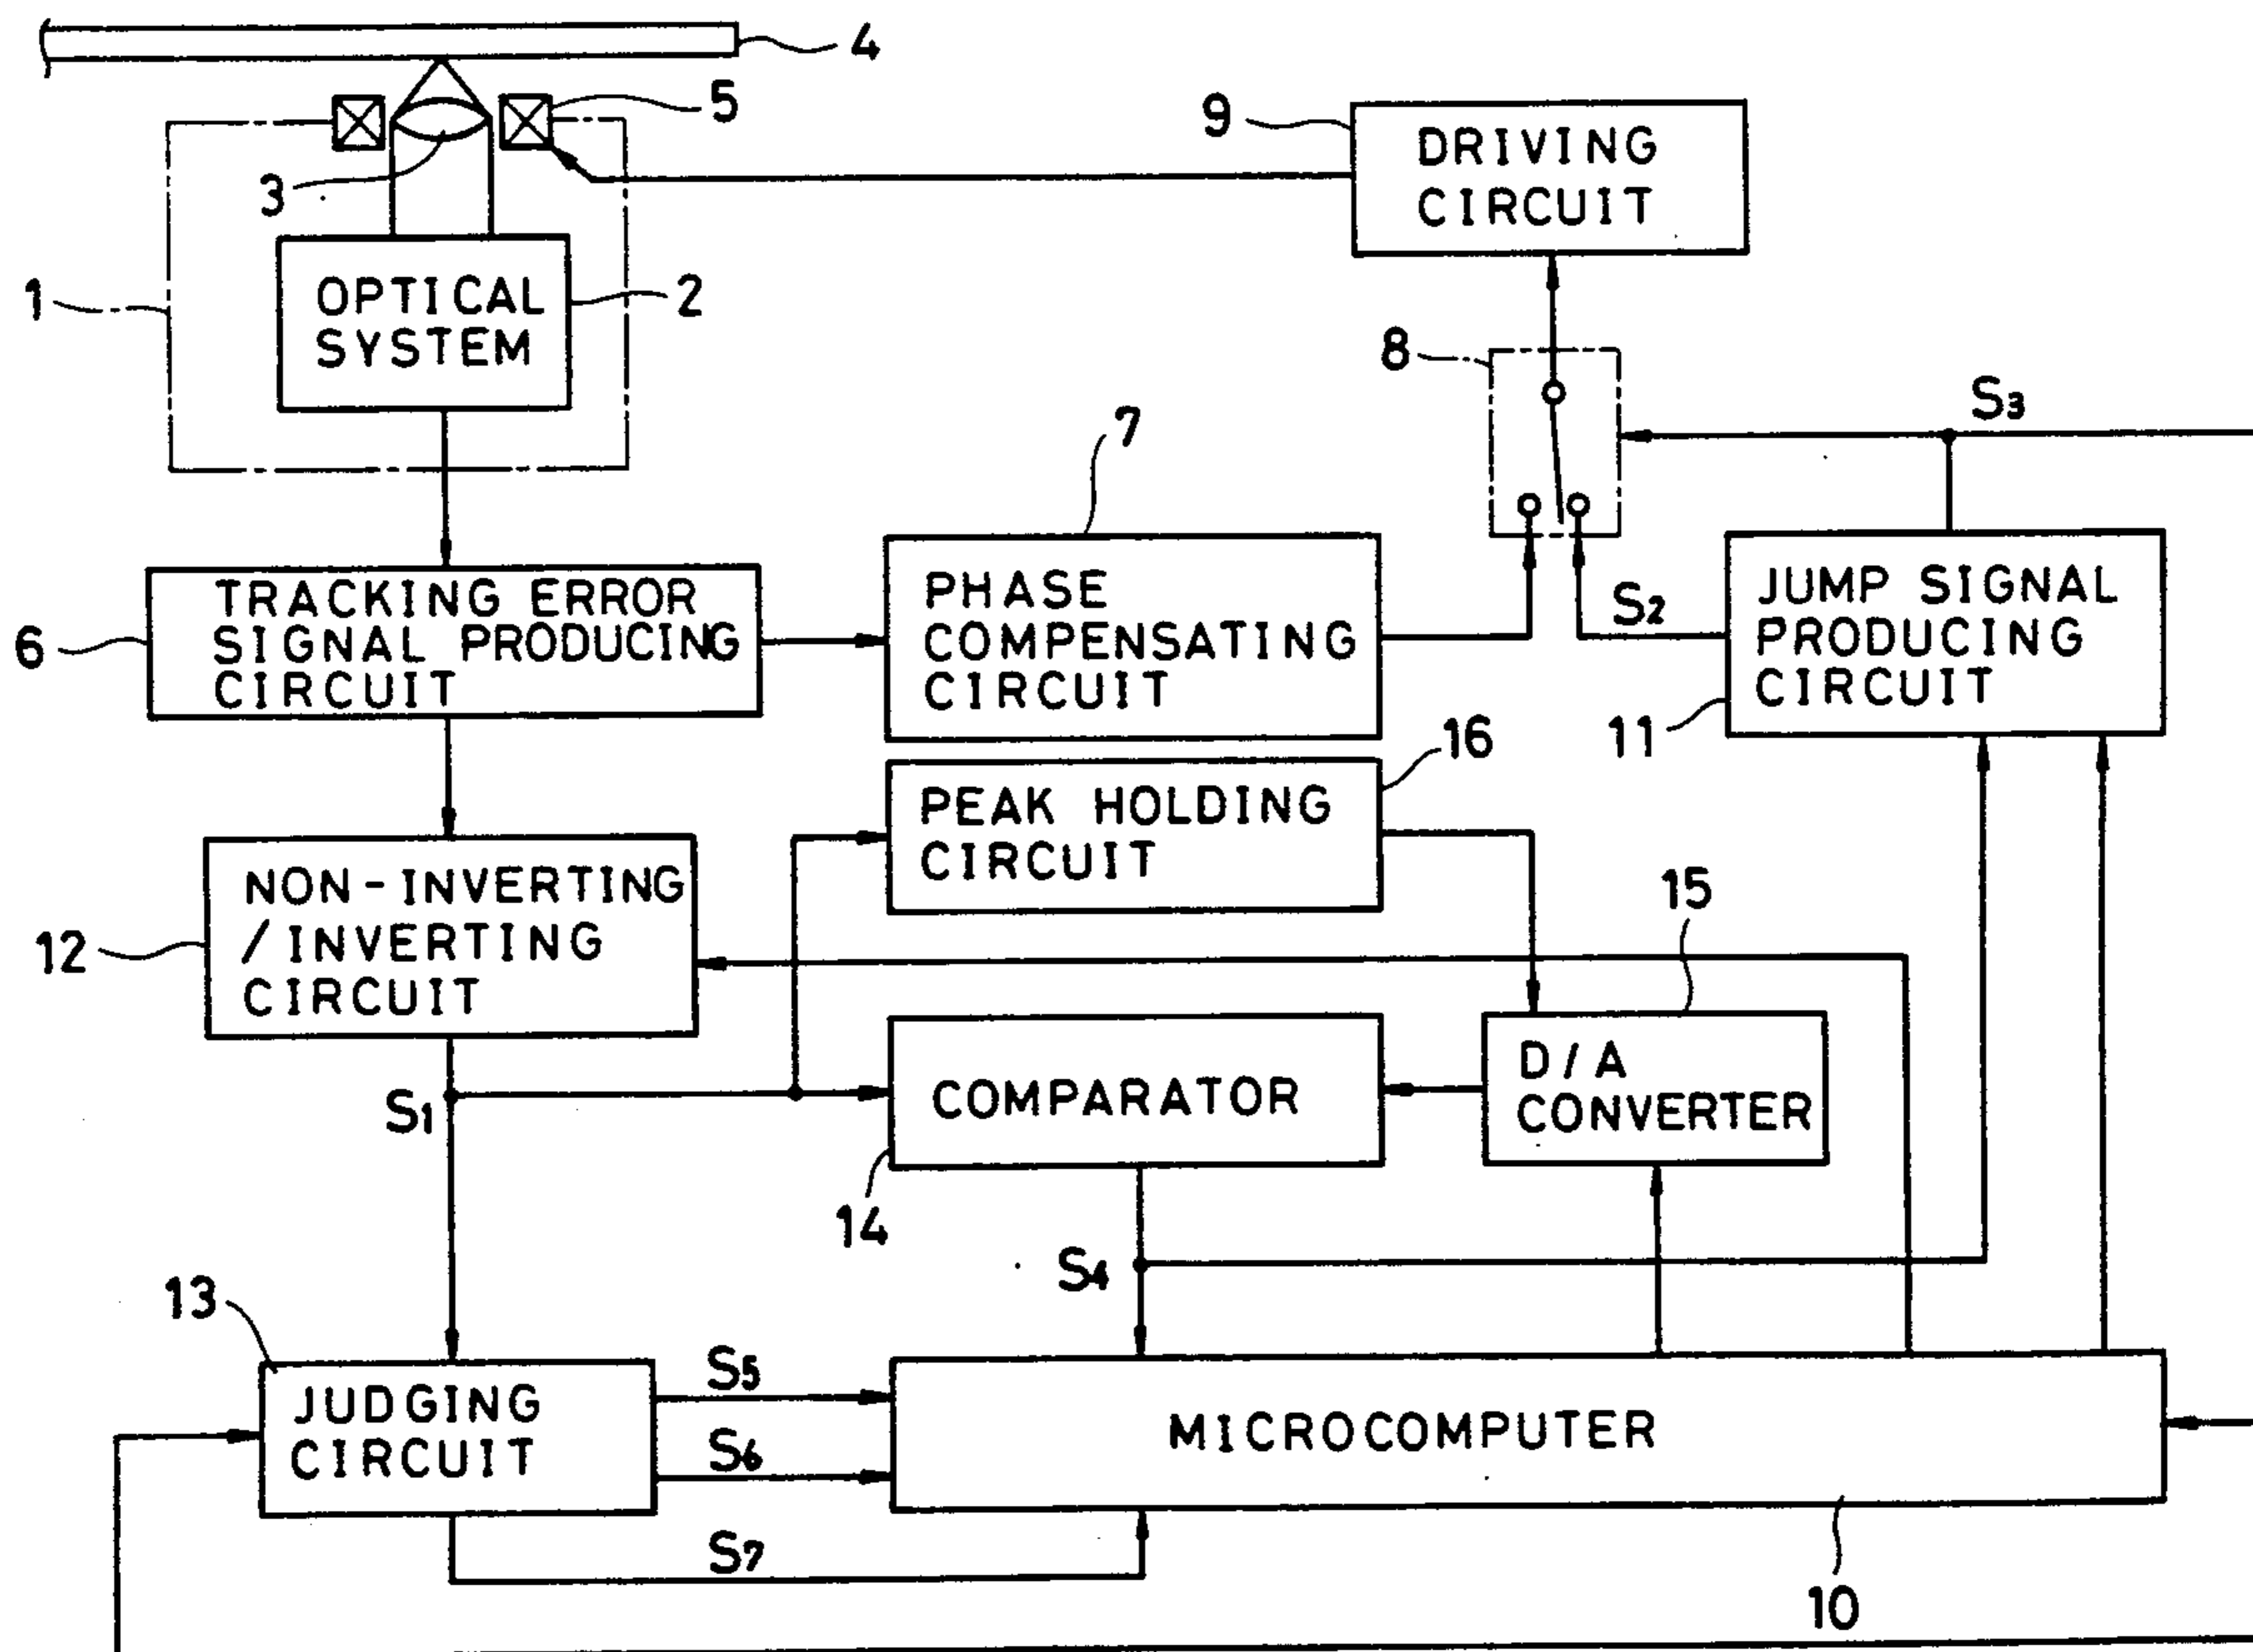 4
5
9
DRIVING
CIRCUIT
3
1
OPTICAL
SYSTEM
2
8
S3
7
TRACKING ERROR
SIGNAL PRODUCING
CIRCUIT
6
PHASE
COMPENSATING
CIRCUIT
S2
JUMP SIGNAL
PRODUCING
CIRCUIT
11
16
PEAK HOLDING
CIRCUIT
NON-INVERTING
/INVERTING
CIRCUIT
12
15
S1
COMPARATOR
D/A
CONVERTER
14
S4
13
JUDGING
CIRCUIT
S5
S6
S7
MICROCOMPUTER
10